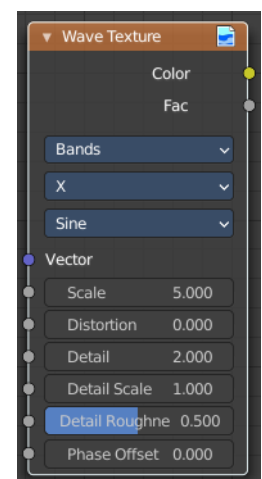 Wave Texture
Color
Fac
Bands
X
Sine
Vector
Scale 5.000
Distortion 0.000
Detail 2.000
Detail Scale 1.000
Detail Roughne 0.500
Phase Offset 0.000